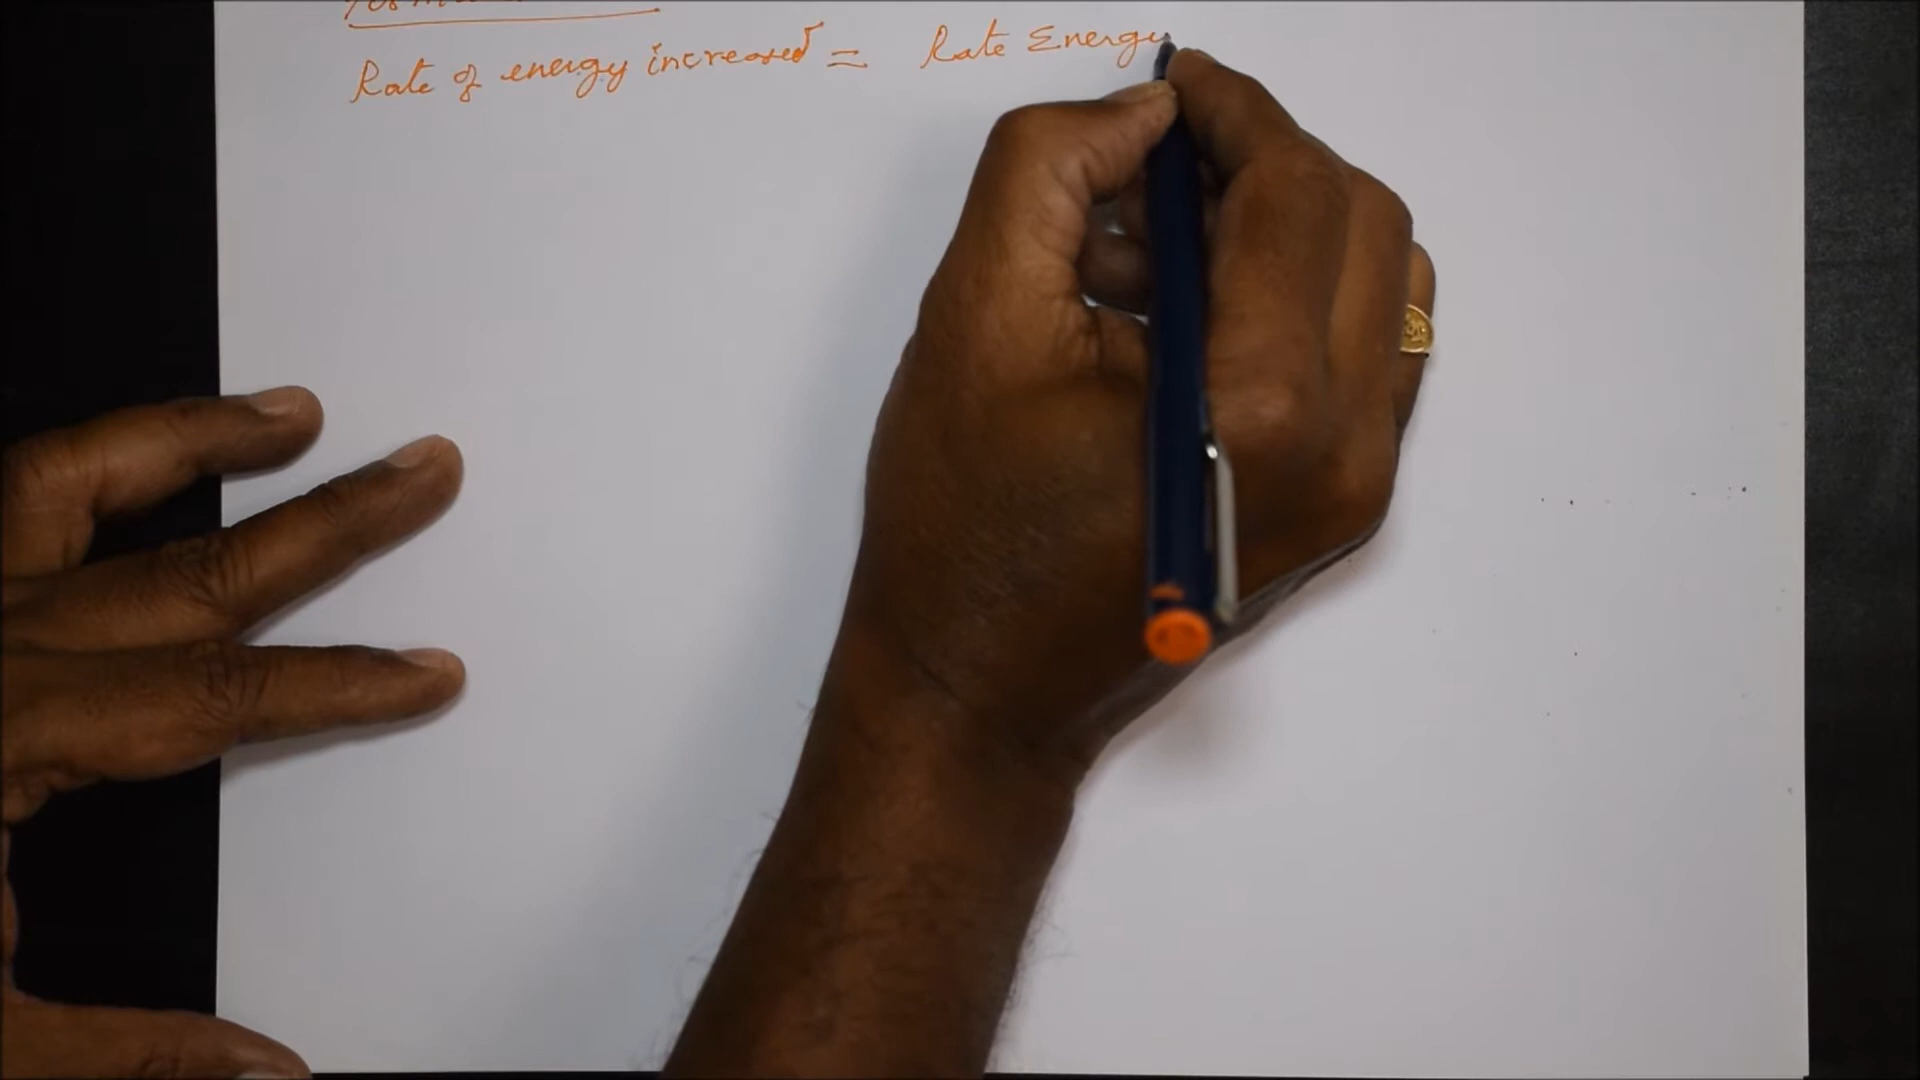 Rate of energy increased = Rate Energy